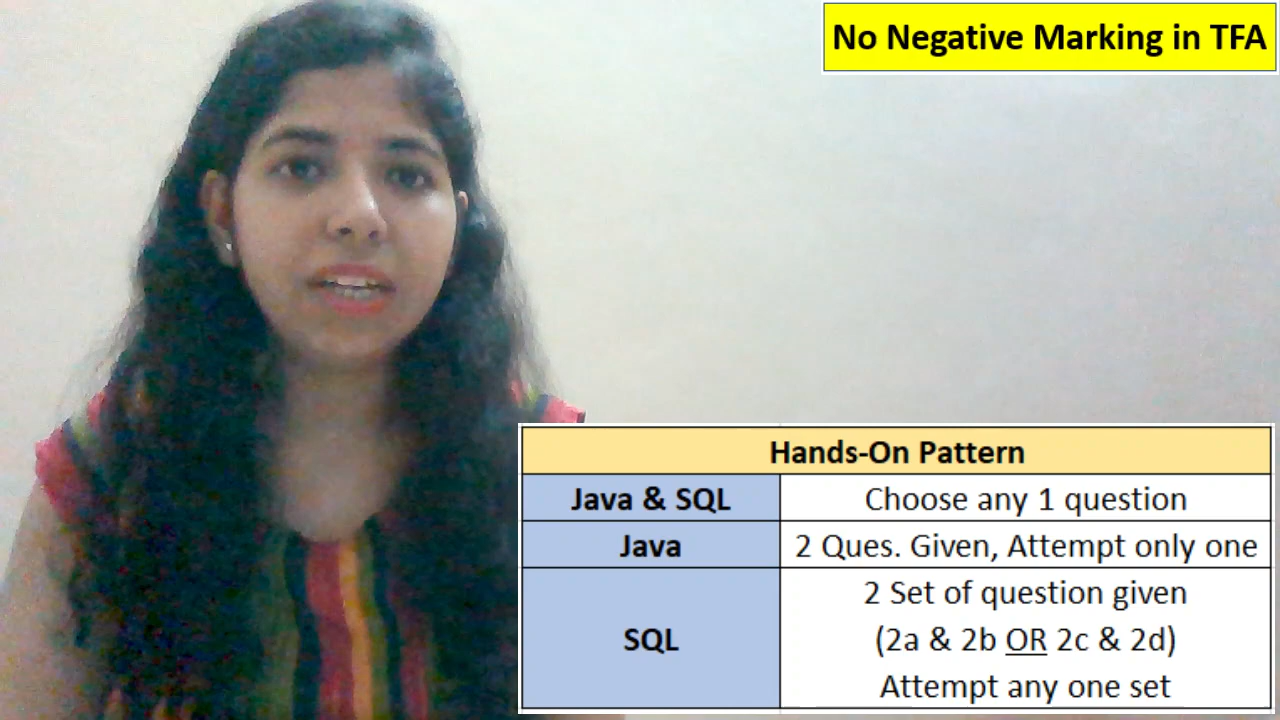 No Negative Marking in TFA
Hands-On Pattern
Java & SQL
Choose any 1 question
Java
2 Ques. Given, Attempt only one
SQL
2 Set of question given
(2a & 2b OR 2c & 2d)
Attempt any one set